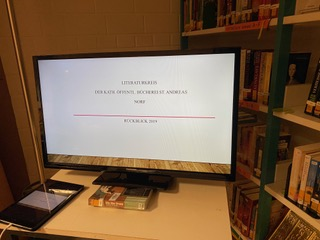 LITERATURKREIS
DER KATH. ÖFFENTL. BÜCHEREI ST. ANDREAS
NORF
RÜCKBLICK 2019